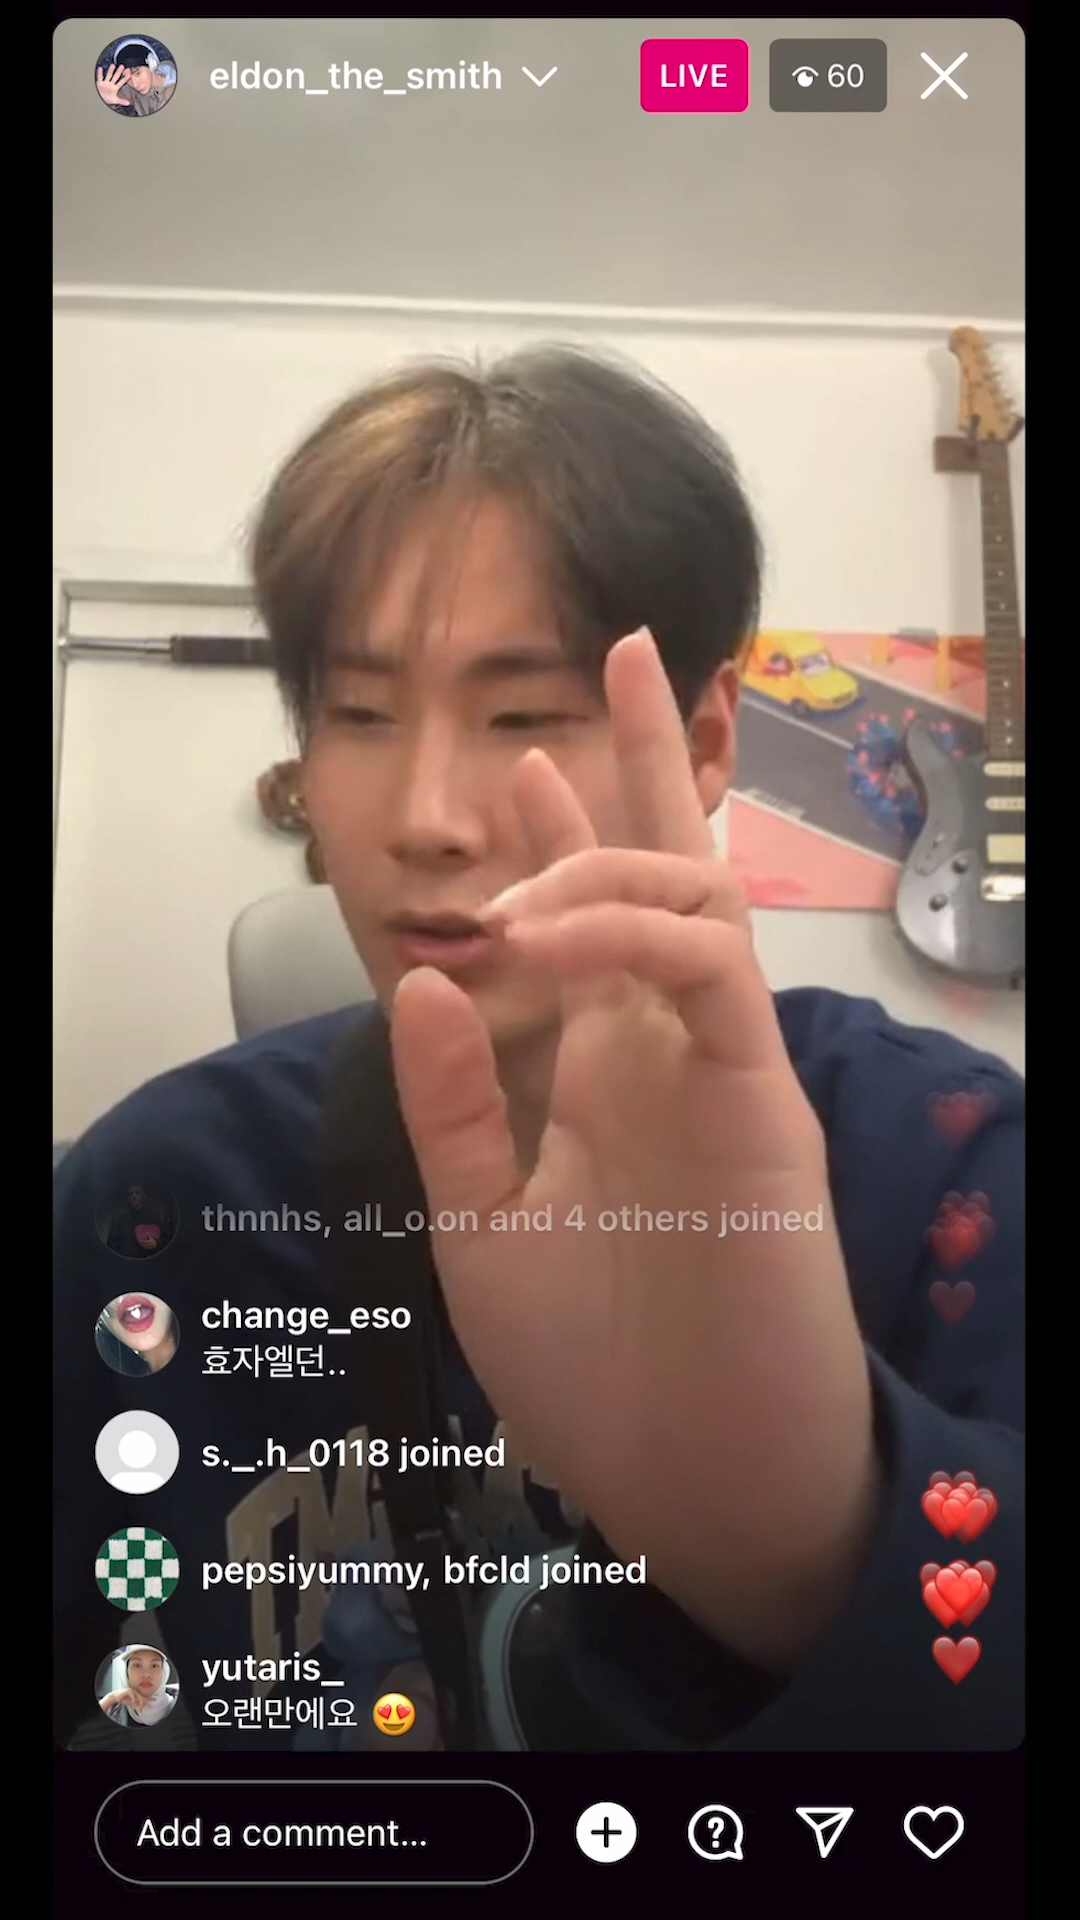 eldon_the_smith
LIVE
60
thnnhs, all_o.on and 4 others joined
change_eso
효자엘던..
s._.h_0118 joined
pepsiyummy, bfcld joined
yutaris_
오랜만에요 😍
Add a comment...